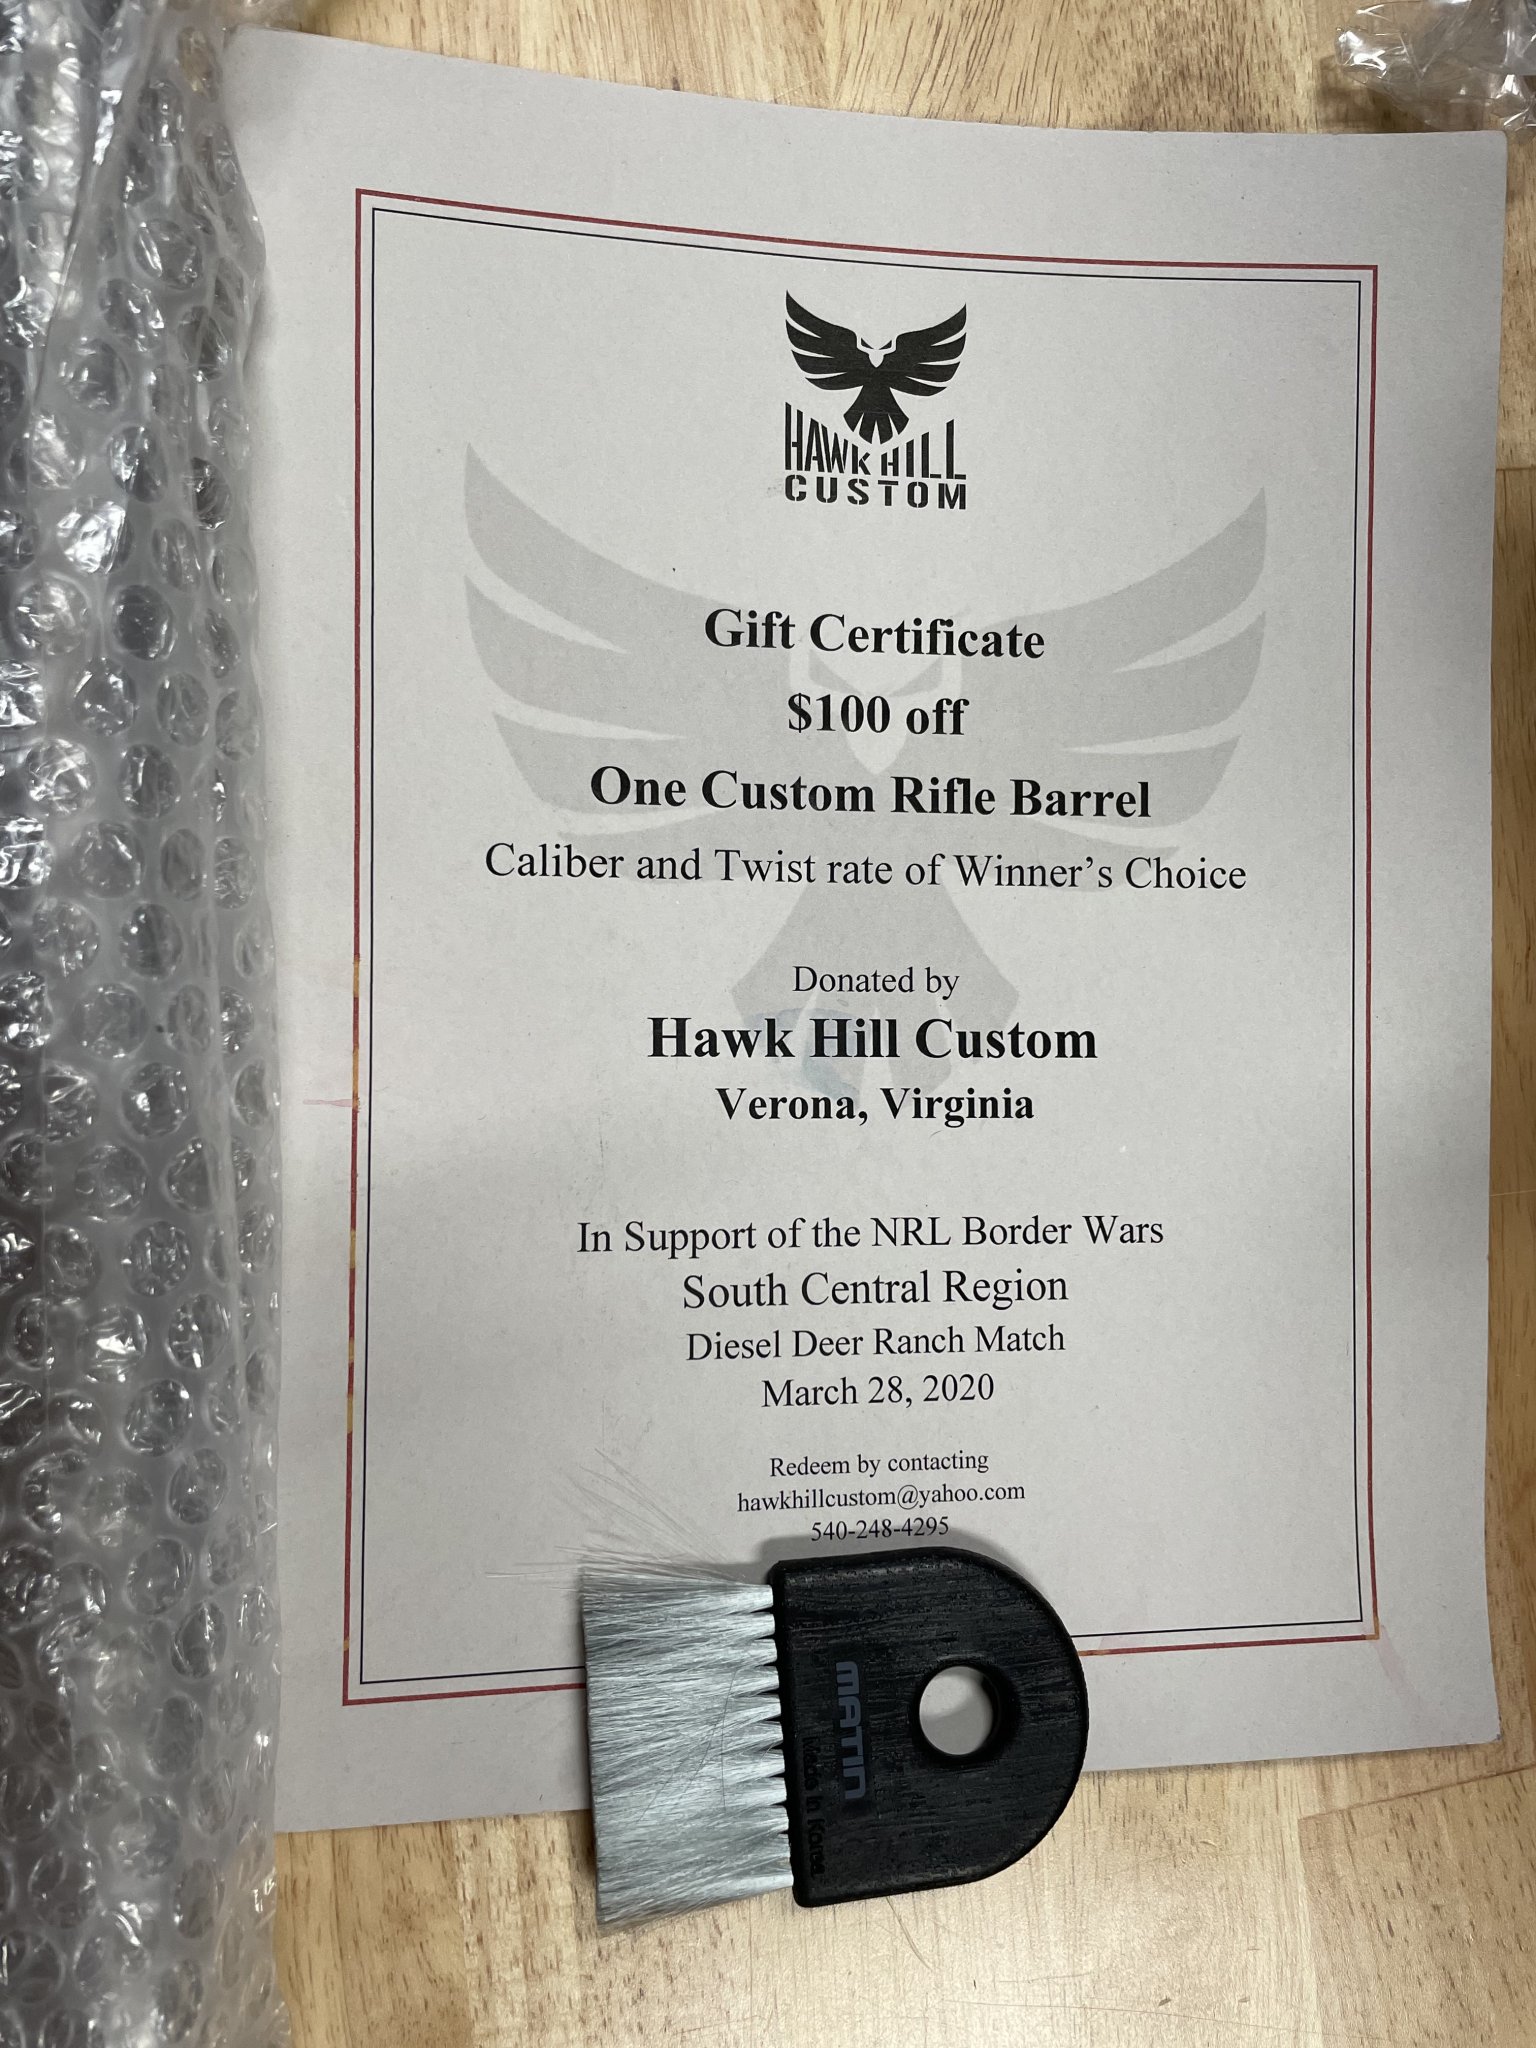 HAWK HILL
CUSTOM
Gift Certificate
$100 off
One Custom Rifle Barrel
Caliber and Twist rate of Winner's Choice
Donated by
Hawk Hill Custom
Verona, Virginia
In Support of the NRL Border Wars
South Central Region
Diesel Deer Ranch Match
March 28, 2020
Redeem by contacting
hawkhillcustom@yahoo.com
540-248-4295
MATIN
Made in Korea